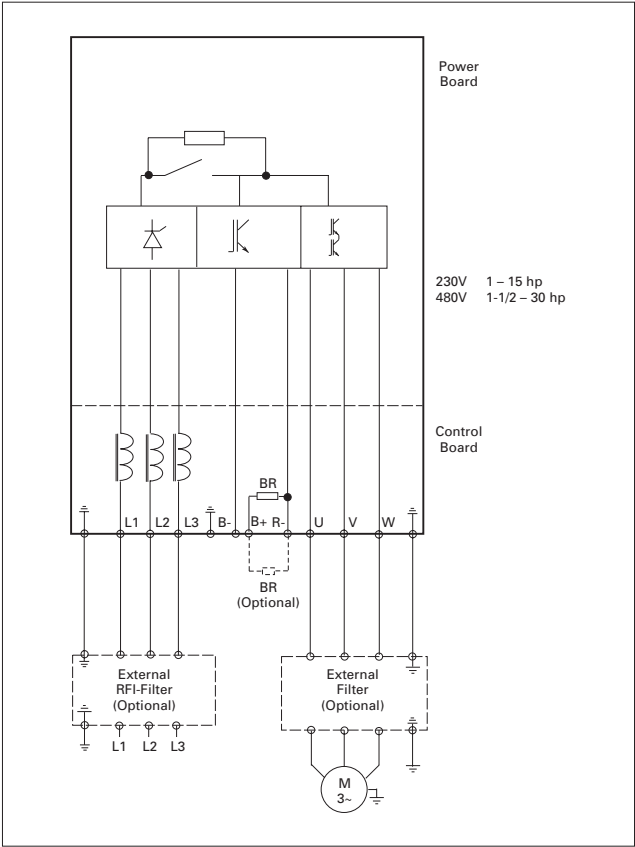 Power
Board
230V 1 – 15 hp
480V 1-1/2 – 30 hp
Control
Board
BR
L1 L2 L3 B- B+ R- U V W
BR
(Optional)
External
RFI-Filter
(Optional)
External
Filter
(Optional)
L1 L2 L3
M
3~